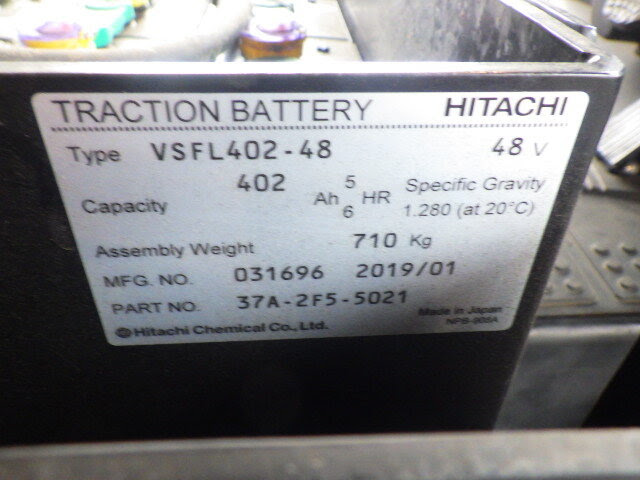 TRACTION BATTERY HITACHI
Type VSFL402-48 48 V
Capacity 402 Ah 5 HR Specific Gravity
6 1.280 (at 20°C)
Assembly Weight 710 Kg
MFG. NO. 031696 2019/01
PART NO. 37A-2F5-5021
Made in Japan
Hitachi Chemical Co., Ltd.